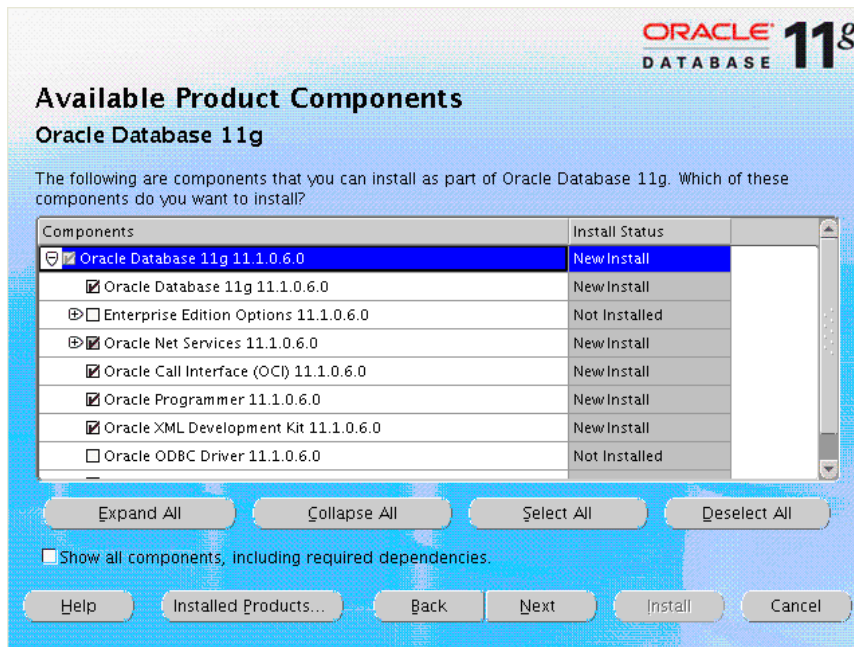 ORACLE 11g
DATABASE
Available Product Components
Oracle Database 11g
The following are components that you can install as part of Oracle Database 11g. Which of these
components do you want to install?
Components Install Status
Oracle Database 11g 11.1.0.6.0 New Install
Oracle Database 11g 11.1.0.6.0 New Install
Enterprise Edition Options 11.1.0.6.0 Not Installed
Oracle Net Services 11.1.0.6.0 New Install
Oracle Call Interface (OCI) 11.1.0.6.0 New Install
Oracle Programmer 11.1.0.6.0 New Install
Oracle XML Development Kit 11.1.0.6.0 New Install
Oracle ODBC Driver 11.1.0.6.0 Not Installed
Expand All Collapse All Select All Deselect All
Show all components, including required dependencies.
Help Installed Products... Back Next Install Cancel